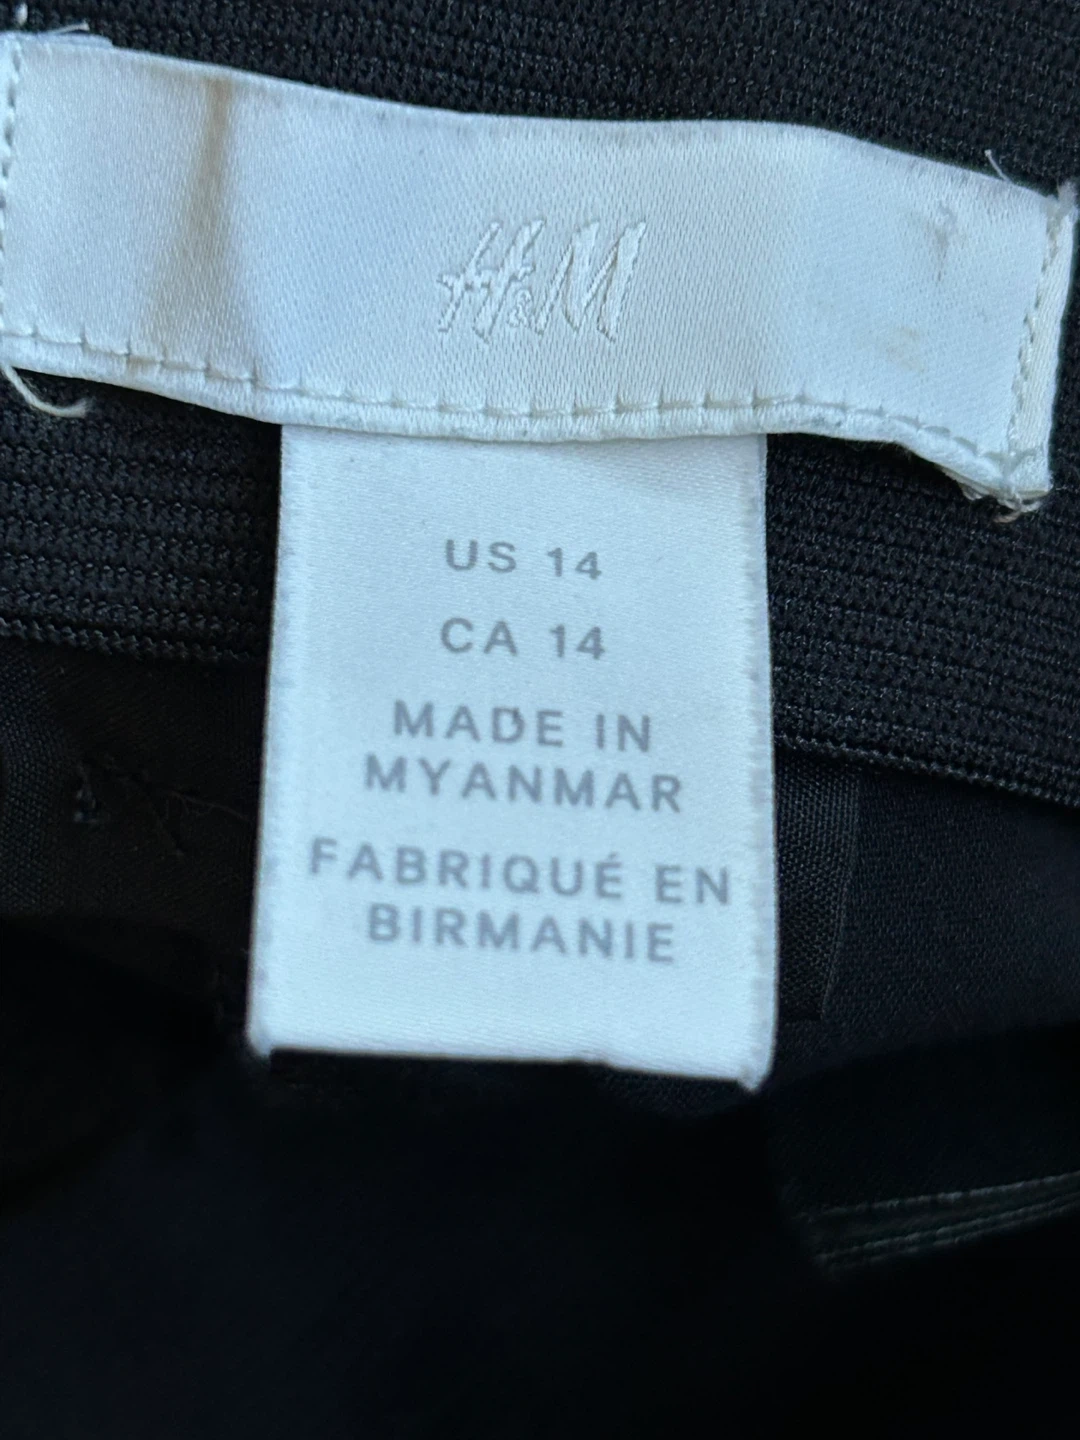 H&M
US 14
CA 14
MADE IN
MYANMAR
FABRIQUÉ EN
BIRMANIE